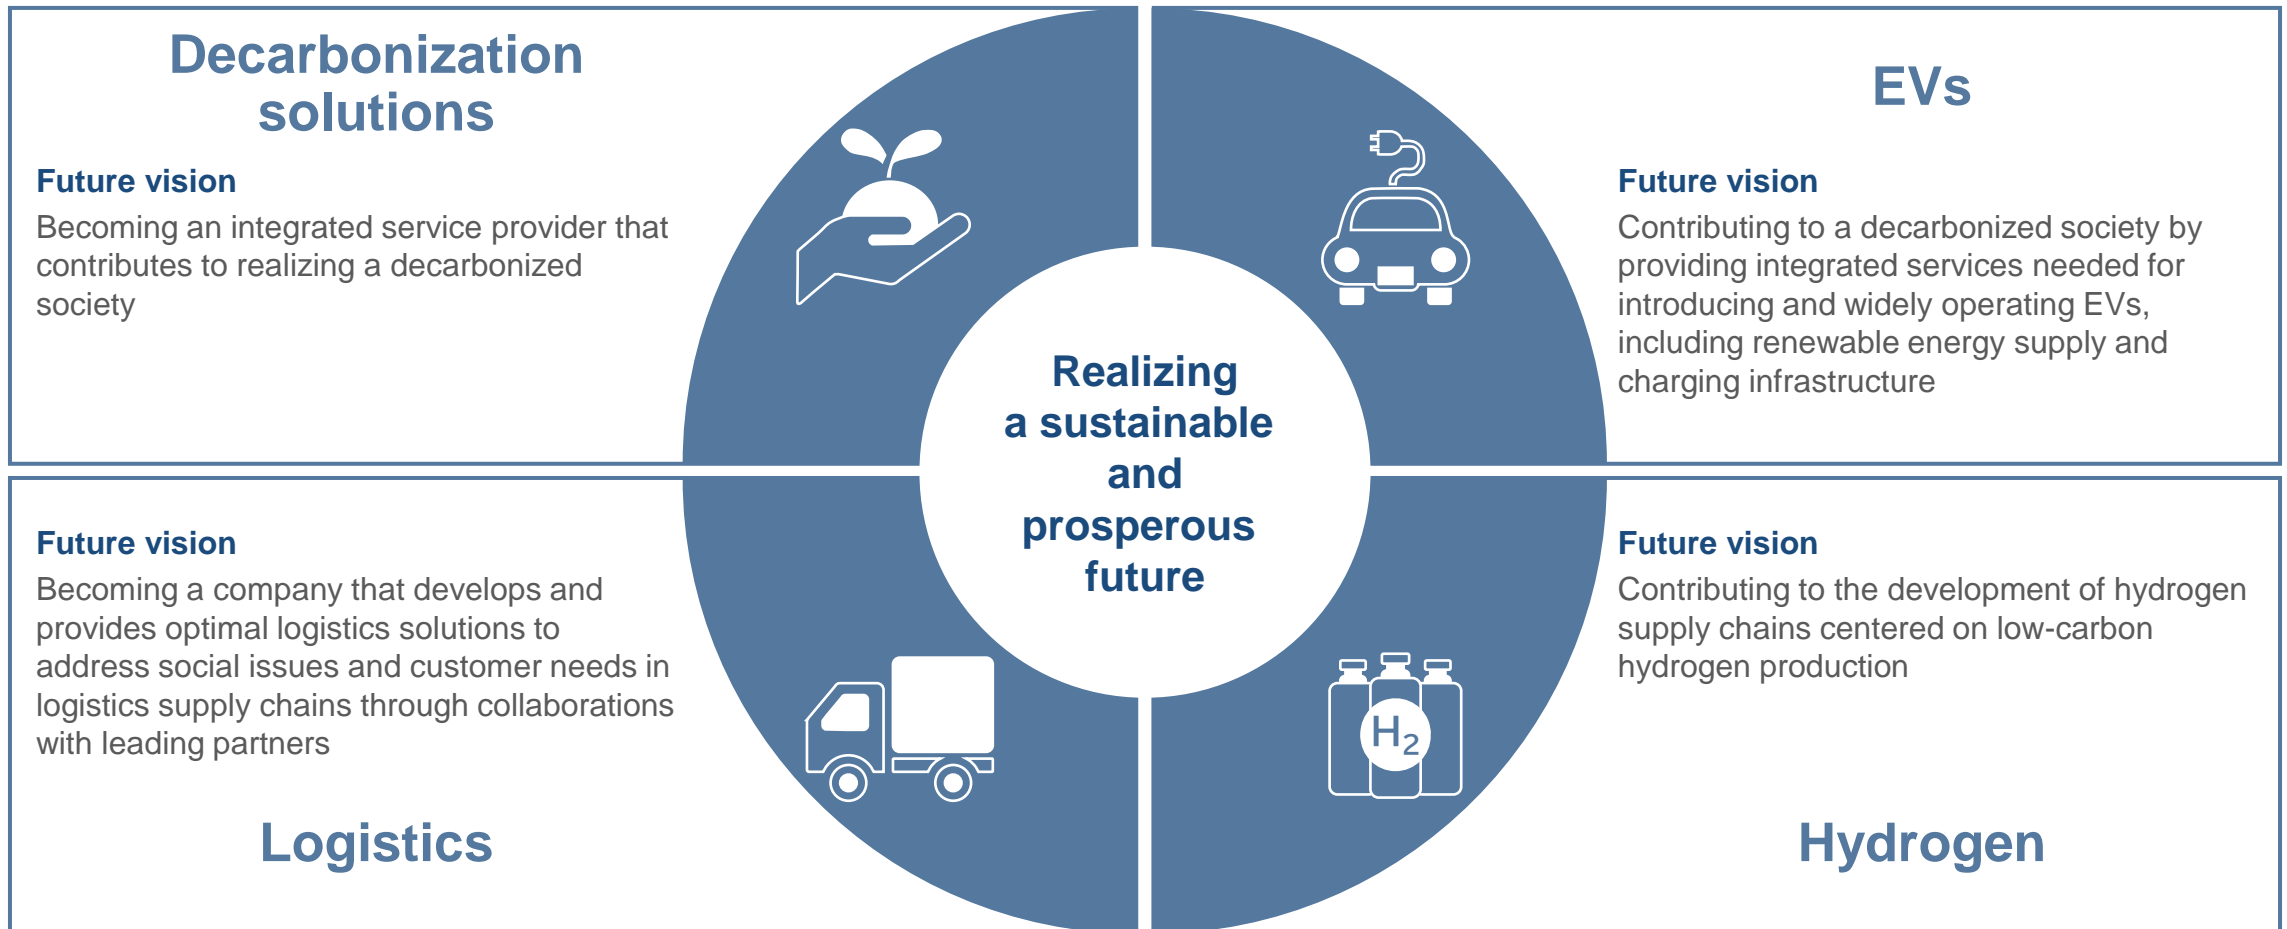 Decarbonization
solutions
Future vision
Becoming an integrated service provider that
contributes to realizing a decarbonized
society
EVs
Future vision
Contributing to a decarbonized society by
providing integrated services needed for
introducing and widely operating EVs,
including renewable energy supply and
charging infrastructure
Realizing
a sustainable
and
prosperous
future
Future vision
Becoming a company that develops and
provides optimal logistics solutions to
address social issues and customer needs in
logistics supply chains through collaborations
with leading partners
Logistics
Future vision
Contributing to the development of hydrogen
supply chains centered on low-carbon
hydrogen production
H₂
Hydrogen